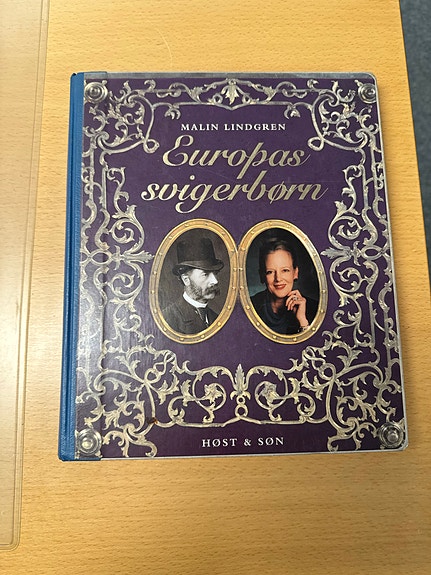 MALIN LINDGREN
Europas
svigerbørn
HØST & SØN